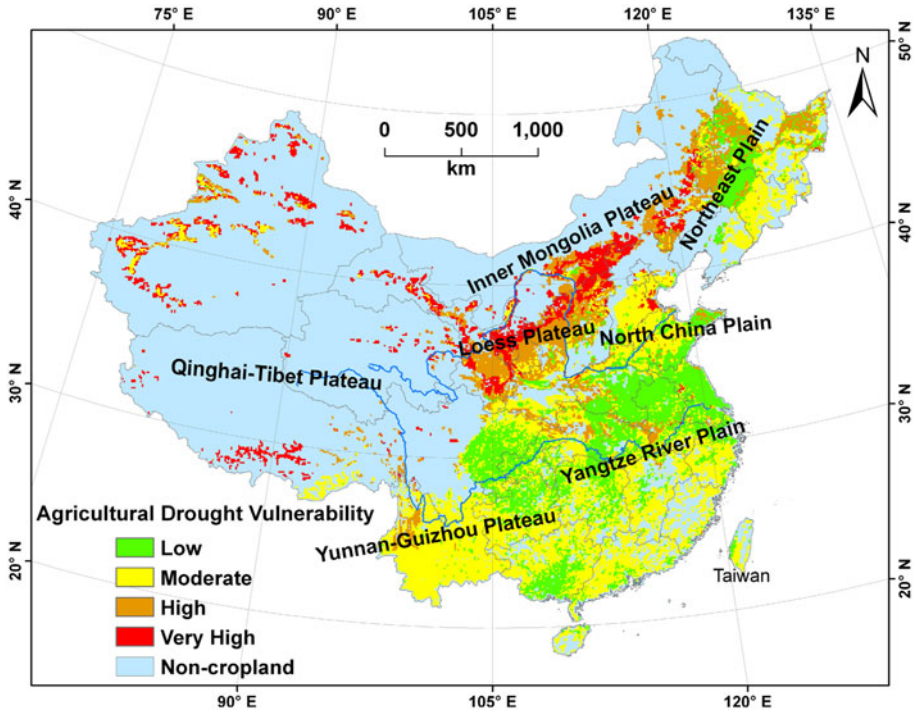 75° E
90° E
105° E
120° E
135° E
50° N
N
0 500 1,000
km
40° N
40° N
Northeast Plain
Inner Mongolia Plateau
Loess Plateau
North China Plain
Qinghai-Tibet Plateau
30° N
30° N
Yangtze River Plain
Agricultural Drought Vulnerability
Yunnan-Guizhou Plateau
Low
Moderate
High
Very High
Non-cropland
Taiwan
20° N
20° N
90° E
105° E
120° E